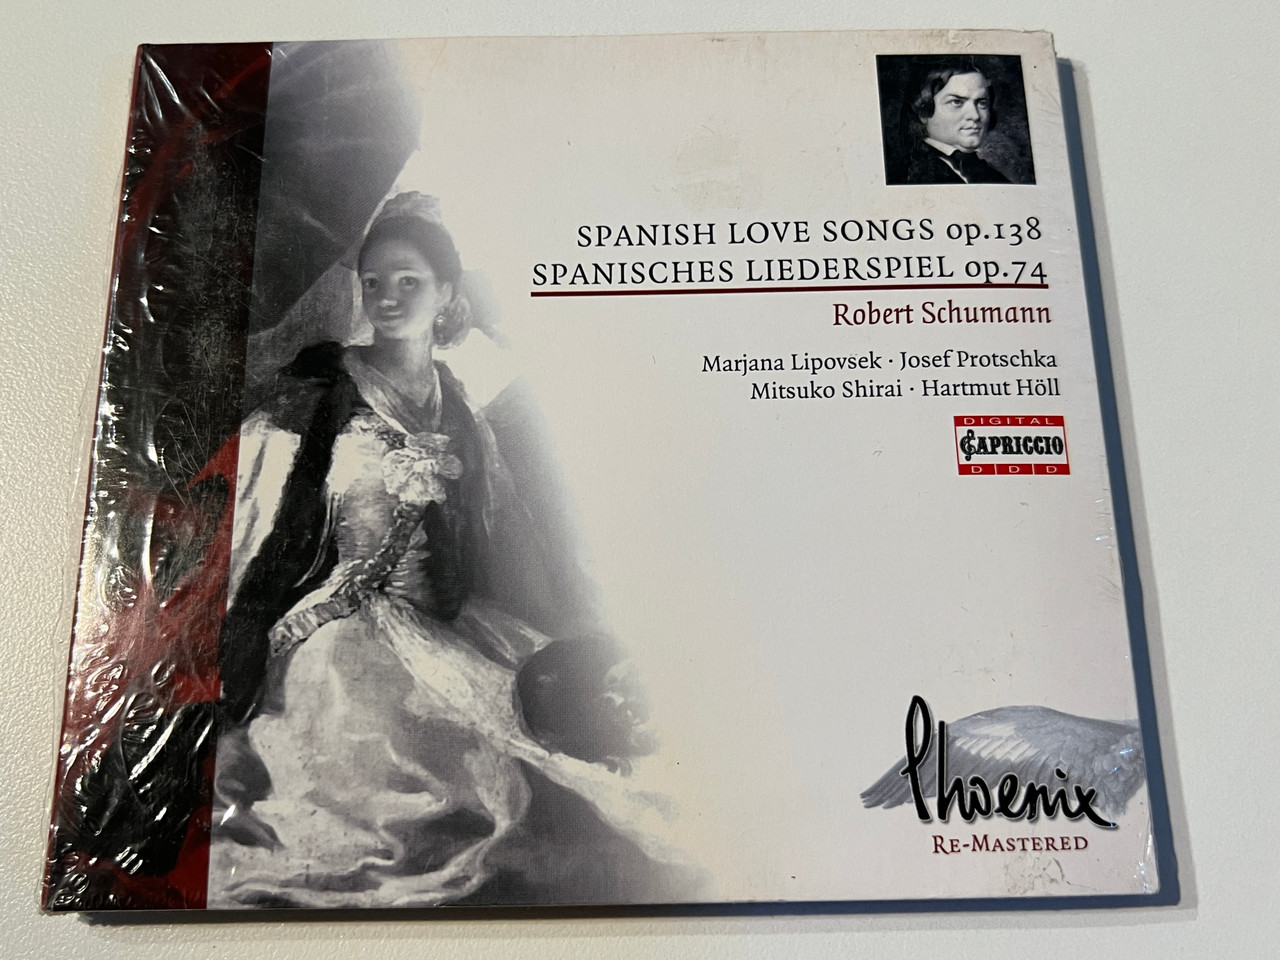 SPANISH LOVE SONGS op.138
SPANISCHES LIEDERSPIEL op.74
Robert Schumann
Marjana Lipovsek · Josef Protschka
Mitsuko Shirai · Hartmut Höll
DIGITAL
CAPRICCIO
D D D
Phoenix
RE-MASTERED